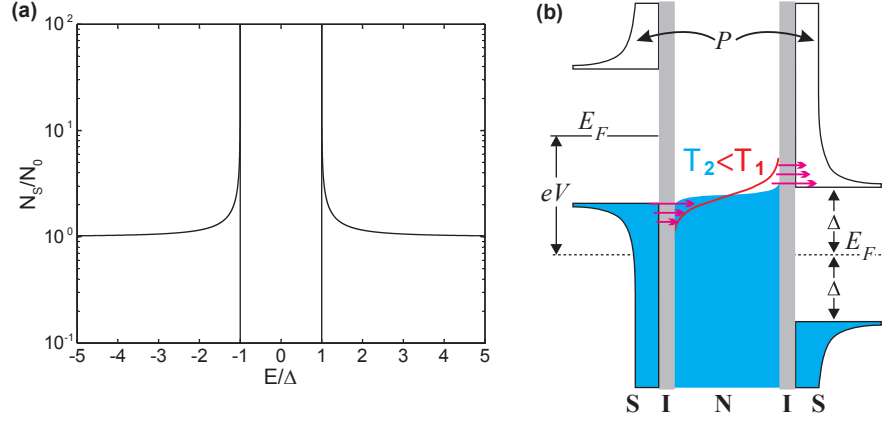 (a)
N_S/N_0
10^2
10^1
10^0
10^-1
-5 -4 -3 -2 -1 0 1 2 3 4 5
E/Δ
(b)
P
E_F
T_2<T_1
eV
Δ
E_F
Δ
S I N I S